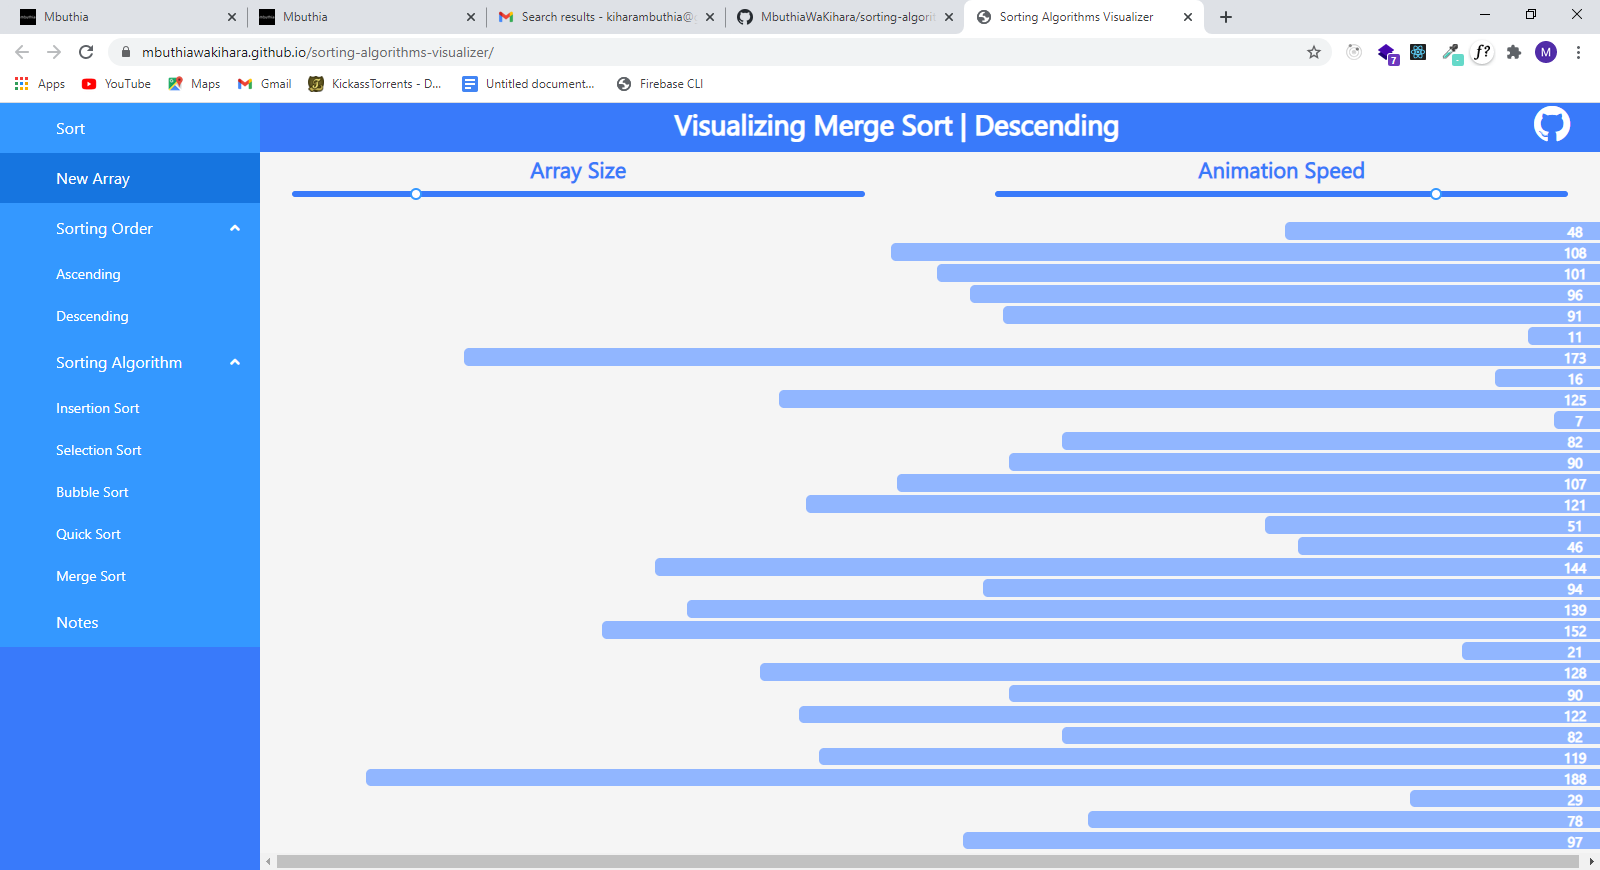 Mbuthia
Mbuthia
Search results - kiharambuthia@
MbuthiaWaKihara/sorting-algorit
Sorting Algorithms Visualizer
mbuthiawakihara.github.io/sorting-algorithms-visualizer/
7
f?
M
Apps
YouTube
Maps
Gmail
KickassTorrents - D...
Untitled document...
Firebase CLI
Sort
New Array
Sorting Order
Ascending
Descending
Sorting Algorithm
Insertion Sort
Selection Sort
Bubble Sort
Quick Sort
Merge Sort
Notes
Visualizing Merge Sort | Descending
Array Size
Animation Speed
48
108
101
96
91
11
173
16
125
7
82
90
107
121
51
46
144
94
139
152
21
128
90
122
82
119
188
29
78
97